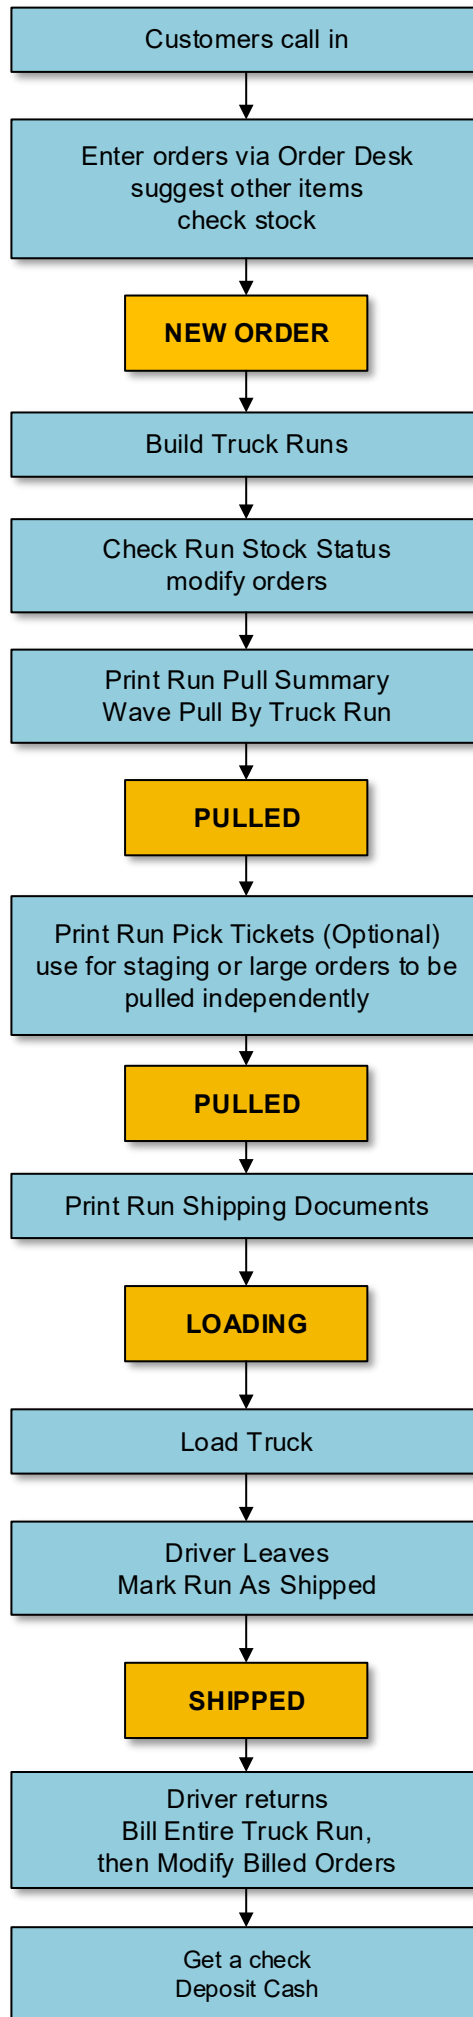 Customers call in
Enter orders via Order Desk
suggest other items
check stock
NEW ORDER
Build Truck Runs
Check Run Stock Status
modify orders
Print Run Pull Summary
Wave Pull By Truck Run
PULLED
Print Run Pick Tickets (Optional)
use for staging or large orders to be
pulled independently
PULLED
Print Run Shipping Documents
LOADING
Load Truck
Driver Leaves
Mark Run As Shipped
SHIPPED
Driver returns
Bill Entire Truck Run,
then Modify Billed Orders
Get a check
Deposit Cash